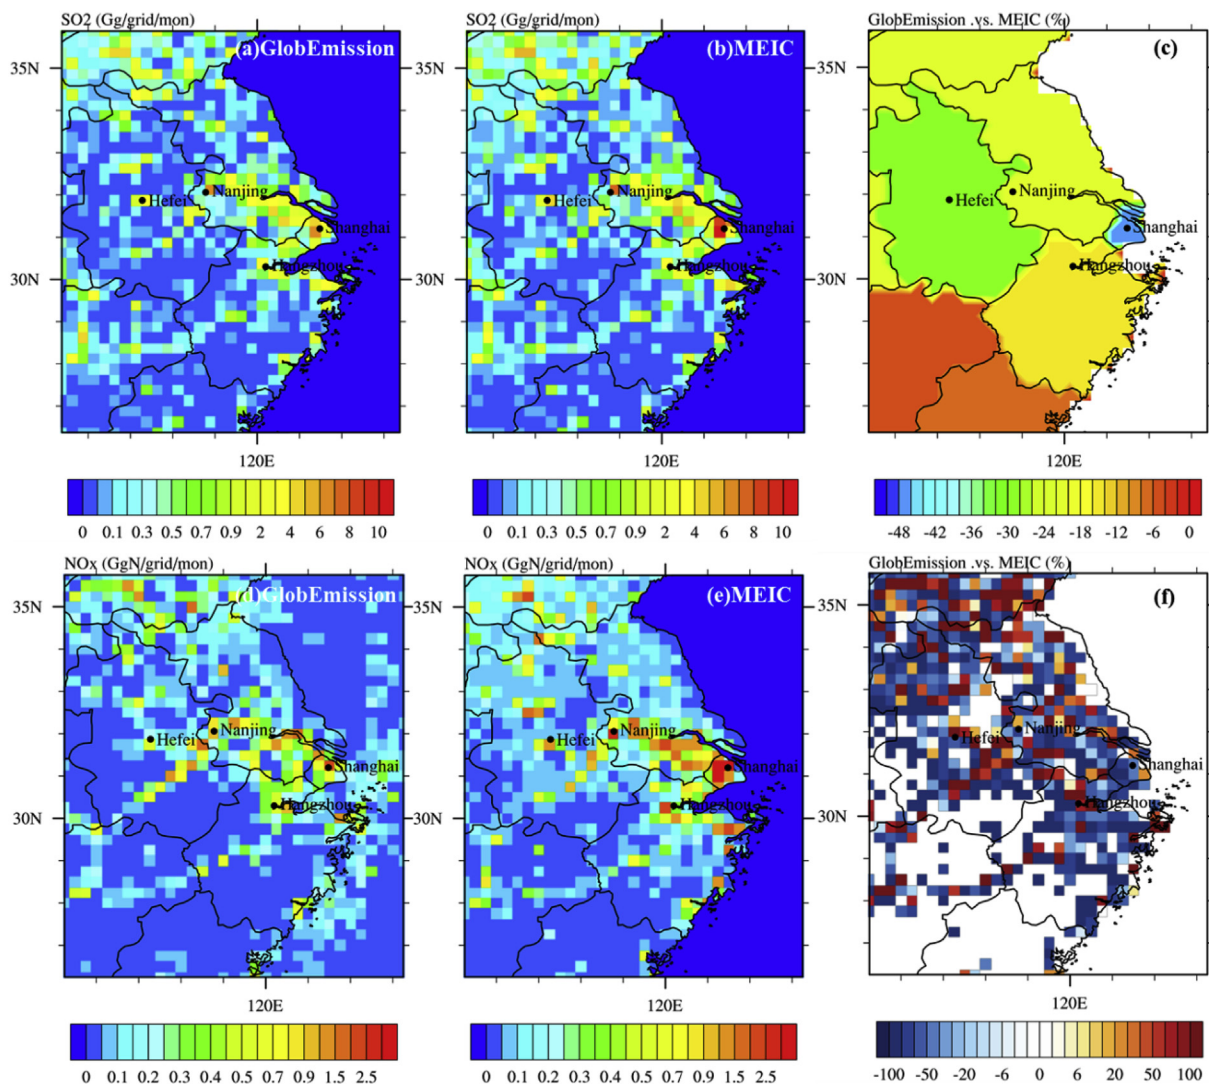 SO2 (Gg/grid/mon)
(a)GlobEmission
35N
30N
Hefei
Nanjing
Shanghai
Hangzhou
120E
0 0.1 0.3 0.5 0.7 0.9 2 4 6 8 10
SO2 (Gg/grid/mon)
(b)MEIC
35N
30N
Hefei
Nanjing
Shanghai
Hangzhou
120E
0 0.1 0.3 0.5 0.7 0.9 2 4 6 8 10
GlobEmission .vs. MEIC (%)
(c)
35N
30N
Hefei
Nanjing
Shanghai
Hangzhou
120E
-48 -42 -36 -30 -24 -18 -12 -6 0
NOx (GgN/grid/mon)
(d)GlobEmission
35N
30N
Hefei
Nanjing
Shanghai
Hangzhou
120E
0 0.1 0.2 0.4 0.5 0.7 0.9 1.5 2.5
NOx (GgN/grid/mon)
(e)MEIC
35N
30N
Hefei
Nanjing
Shanghai
Hangzhou
120E
0 0.1 0.2 0.4 0.5 0.7 0.9 1.5 2.5
GlobEmission .vs. MEIC (%)
(f)
35N
30N
Hefei
Nanjing
Shanghai
Hangzhou
120E
-100 -50 -20 -6 0 6 20 50 100